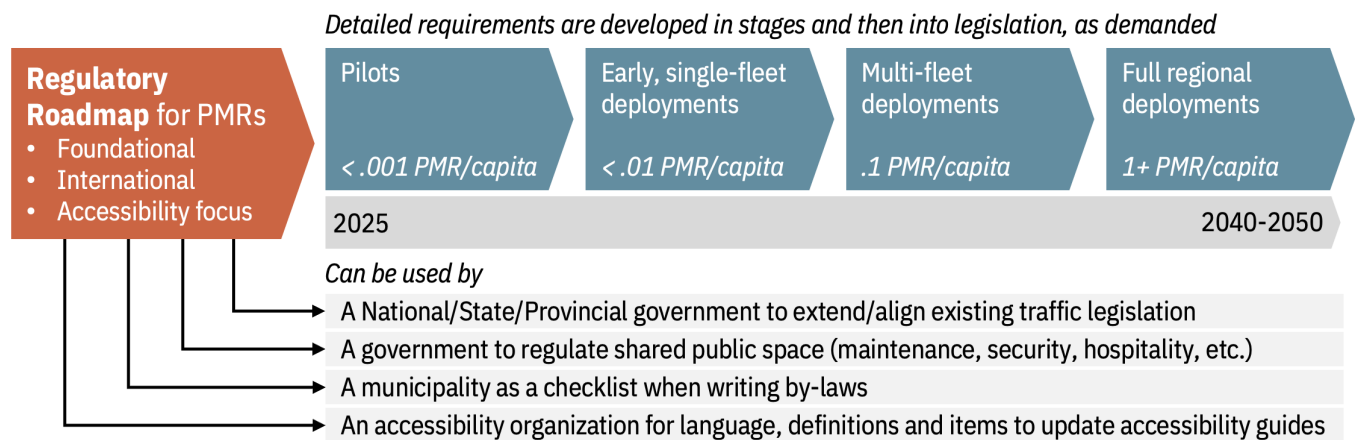 Detailed requirements are developed in stages and then into legislation, as demanded
Regulatory
Roadmap for PMRs
• Foundational
• International
• Accessibility focus
Pilots
< .001 PMR/capita
Early, single-fleet
deployments
< .01 PMR/capita
Multi-fleet
deployments
.1 PMR/capita
Full regional
deployments
1+ PMR/capita
2025
2040-2050
Can be used by
A National/State/Provincial government to extend/align existing traffic legislation
A government to regulate shared public space (maintenance, security, hospitality, etc.)
A municipality as a checklist when writing by-laws
An accessibility organization for language, definitions and items to update accessibility guides